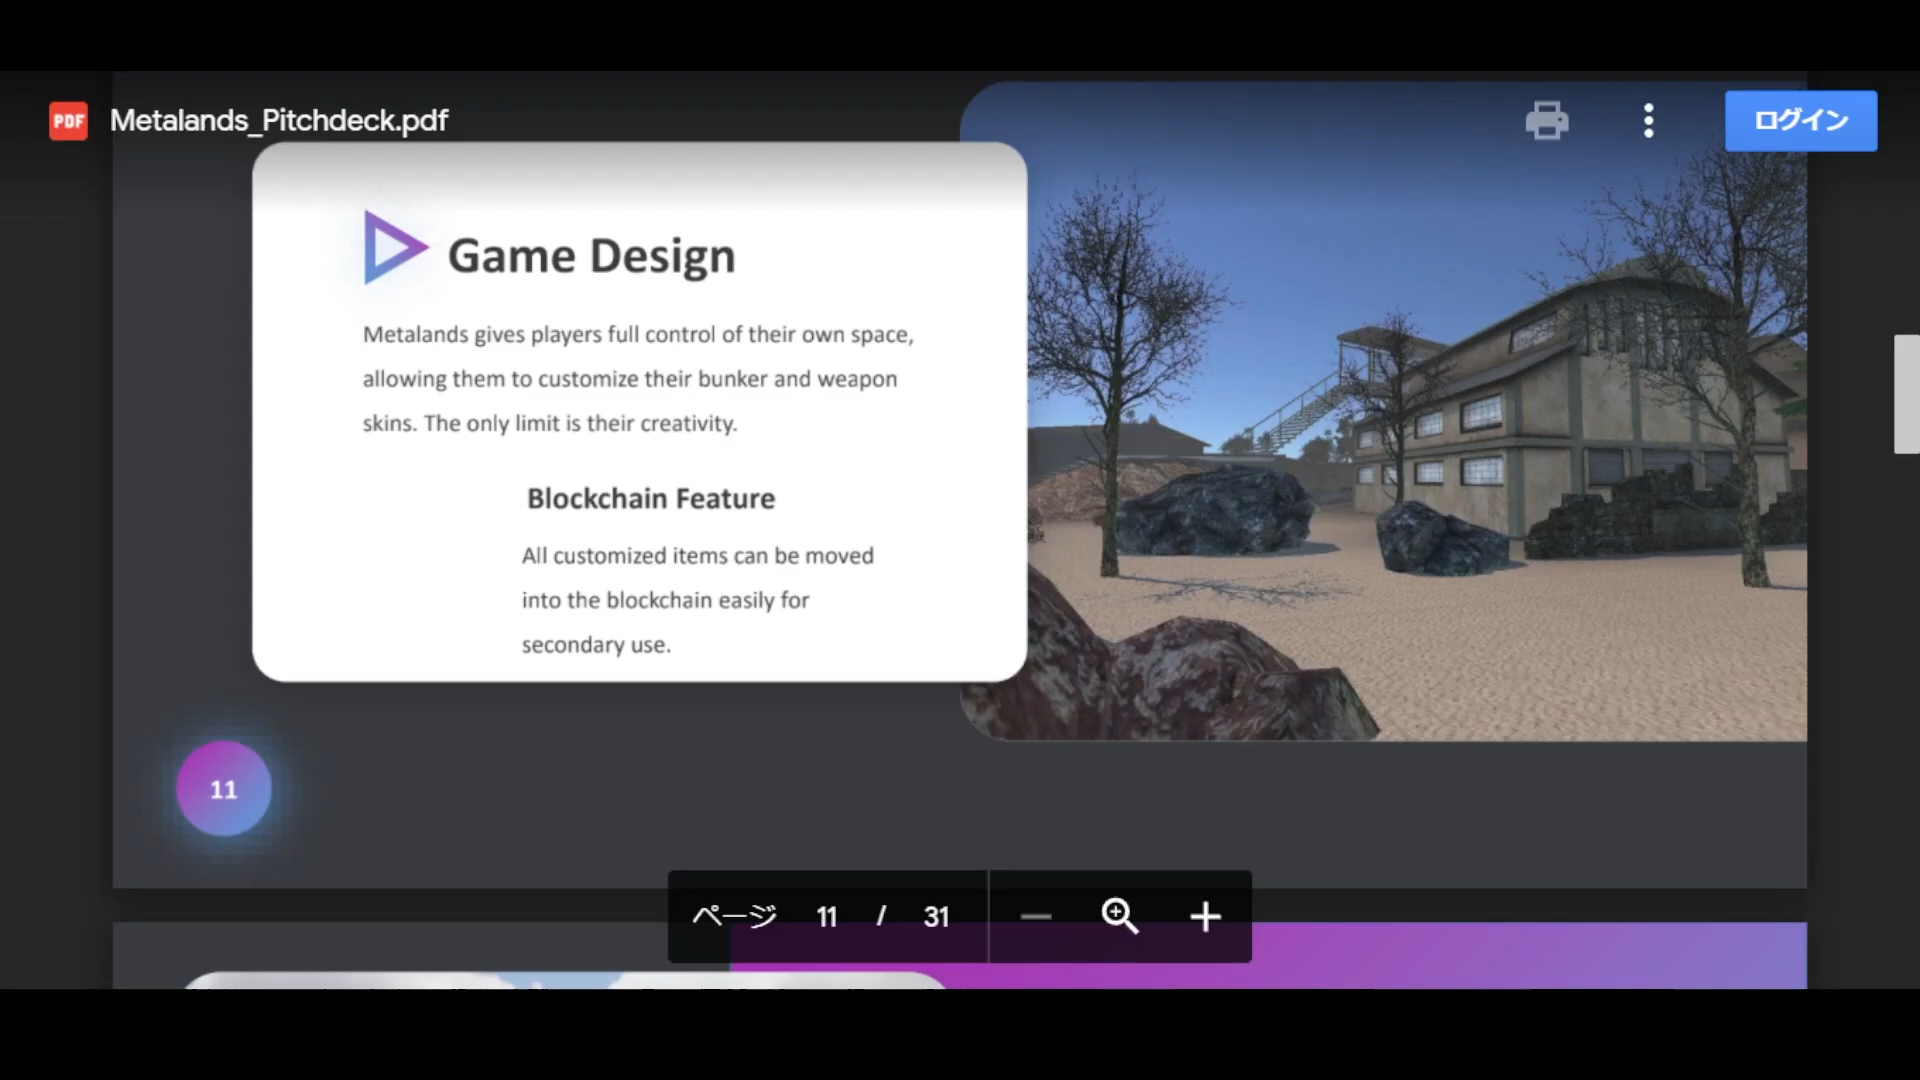 PDF Metalands_Pitchdeck.pdf
ログイン
Game Design
Metalands gives players full control of their own space,
allowing them to customize their bunker and weapon
skins. The only limit is their creativity.
Blockchain Feature
All customized items can be moved
into the blockchain easily for
secondary use.
11
ページ 11 / 31